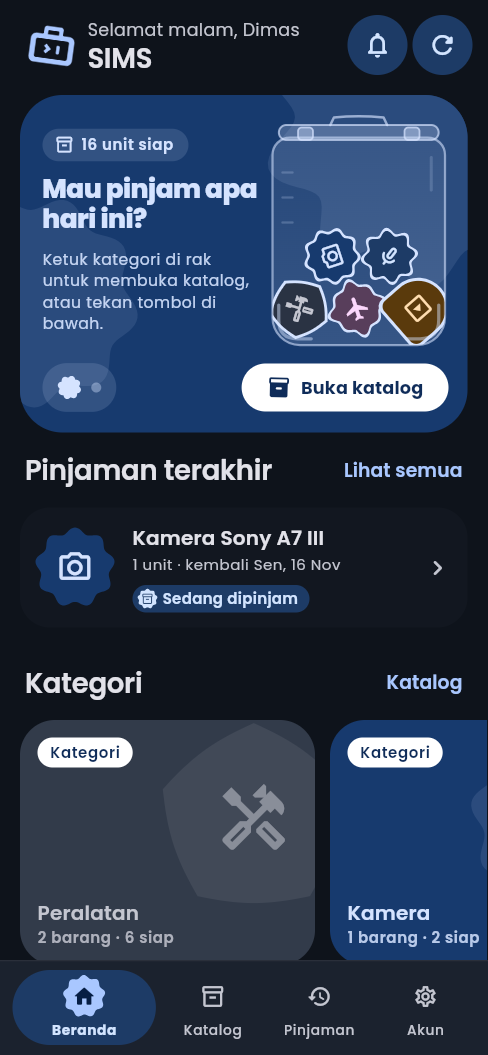 Selamat malam, Dimas
SIMS
16 unit siap
Mau pinjam apa
hari ini?
Ketuk kategori di rak
untuk membuka katalog,
atau tekan tombol di
bawah.
Buka katalog
Pinjaman terakhir
Lihat semua
Kamera Sony A7 III
1 unit · kembali Sen, 16 Nov
Sedang dipinjam
Kategori
Katalog
Kategori
Peralatan
2 barang · 6 siap
Kategori
Kamera
1 barang · 2 siap
Beranda
Katalog
Pinjaman
Akun